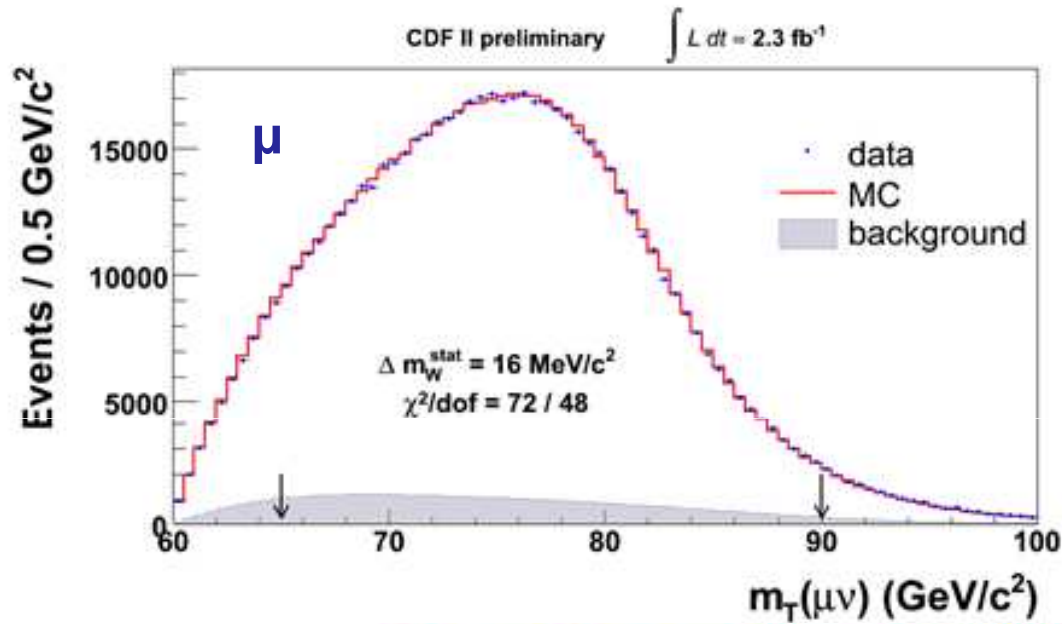 CDF II preliminary ∫ L dt = 2.3 fb⁻¹
Events / 0.5 GeV/c²
μ
15000
10000
5000
0
data
MC
background
Δ m_W^stat = 16 MeV/c²
χ²/dof = 72 / 48
60 70 80 90 100
m_T(μν) (GeV/c²)